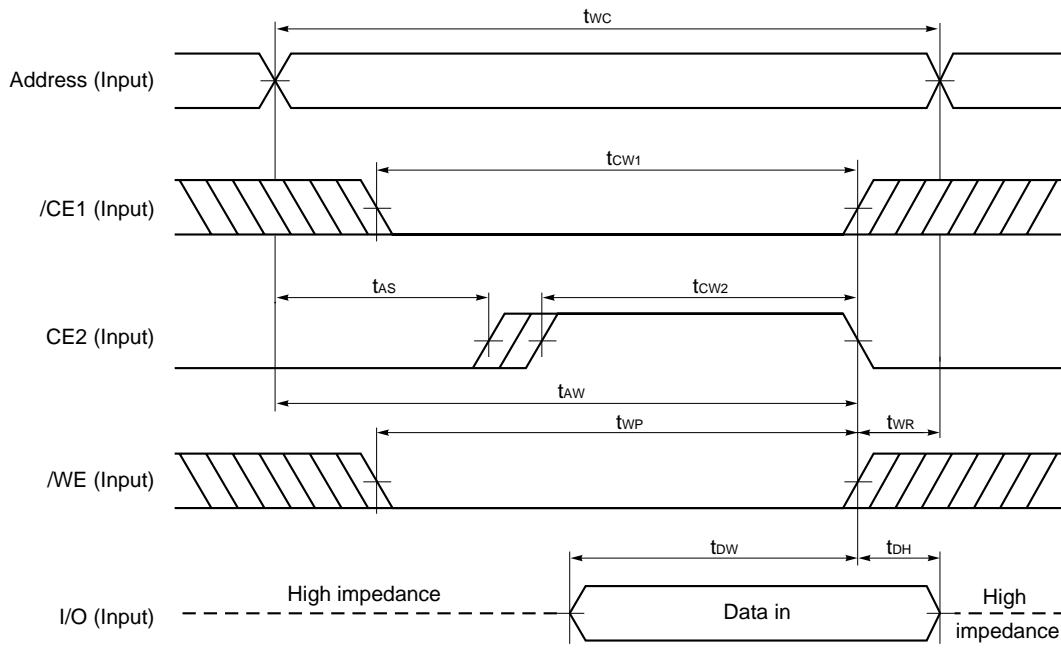 tWC
Address (Input)
tCW1
/CE1 (Input)
tAS
tCW2
CE2 (Input)
tAW
tWP
tWR
/WE (Input)
tDW
tDH
High impedance
I/O (Input)
Data in
High
impedance